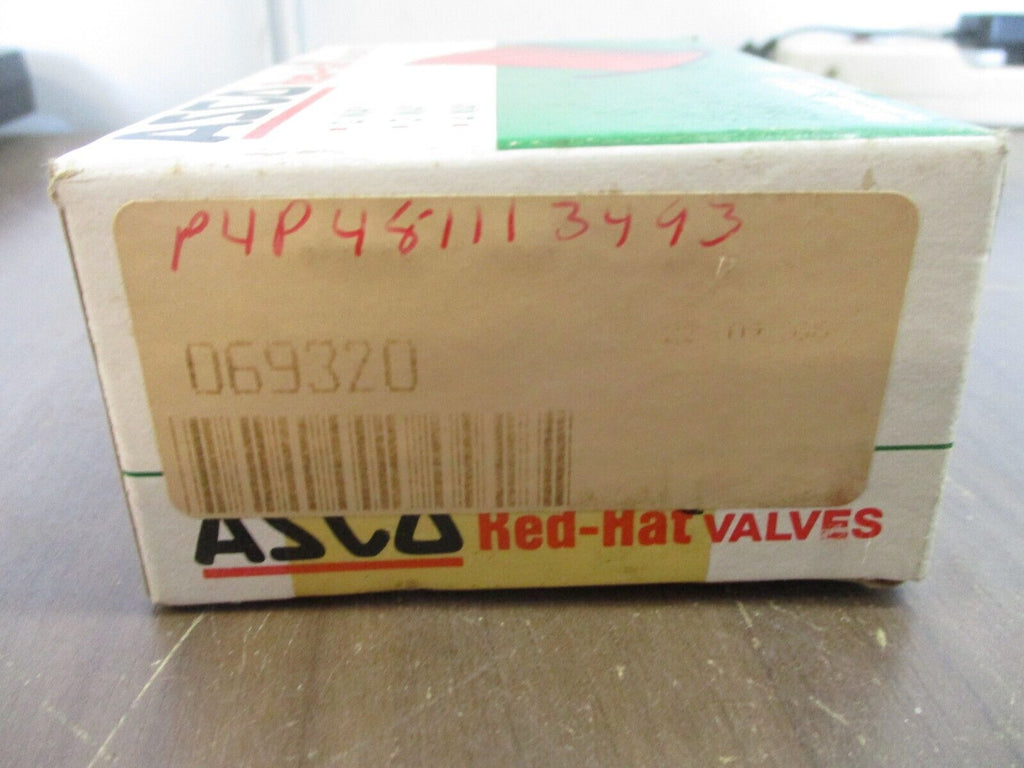 ASCO
P4P48111 3493
069320
ASCO Red-Hat VALVES